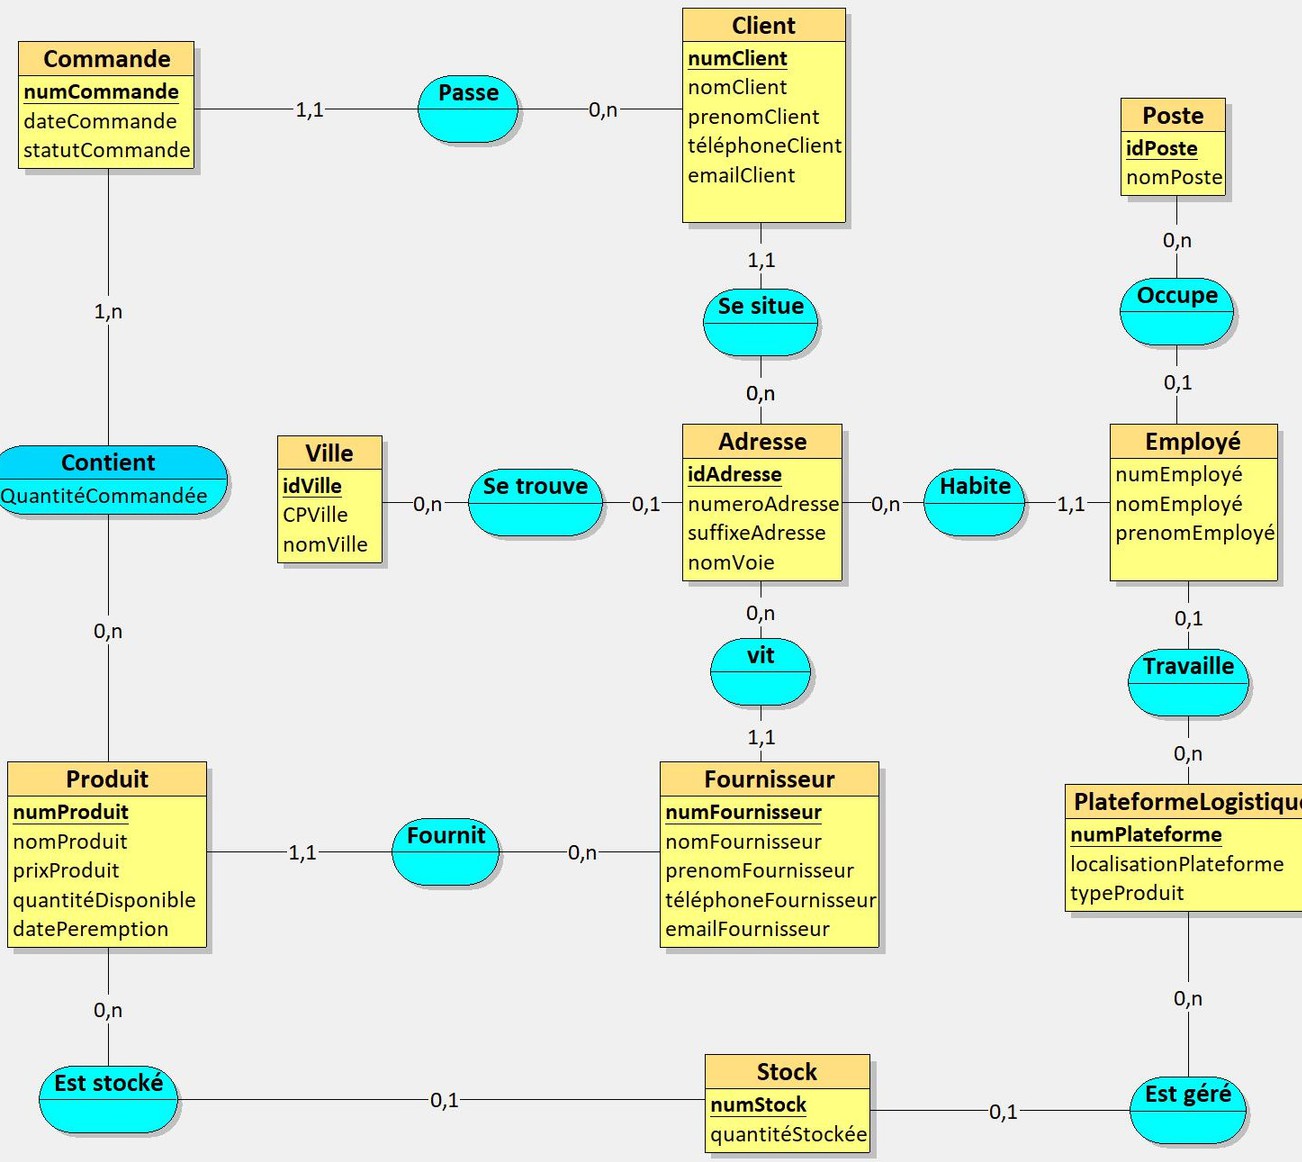 Client
numClient
nomClient
prenomClient
téléphoneClient
emailClient
Commande
numCommande
dateCommande
statutCommande
1,1
Passe
0,n
Poste
idPoste
nomPoste
0,n
Occupe
0,1
1,1
Se situe
0,n
1,n
Contient
QuantitéCommandée
0,n
Ville
idVille
CPVille
nomVille
0,n
Se trouve
0,1
Adresse
idAdresse
numeroAdresse
suffixeAdresse
nomVoie
0,n
Habite
1,1
Employé
numEmployé
nomEmployé
prenomEmployé
0,1
Travaille
0,n
0,n
vit
1,1
Produit
numProduit
nomProduit
prixProduit
quantitéDisponible
datePeremption
1,1
Fournit
0,n
Fournisseur
numFournisseur
nomFournisseur
prenomFournisseur
téléphoneFournisseur
emailFournisseur
PlateformeLogistique
numPlateforme
localisationPlateforme
typeProduit
0,n
0,n
Est stocké
0,1
Stock
numStock
quantitéStockée
0,1
Est géré